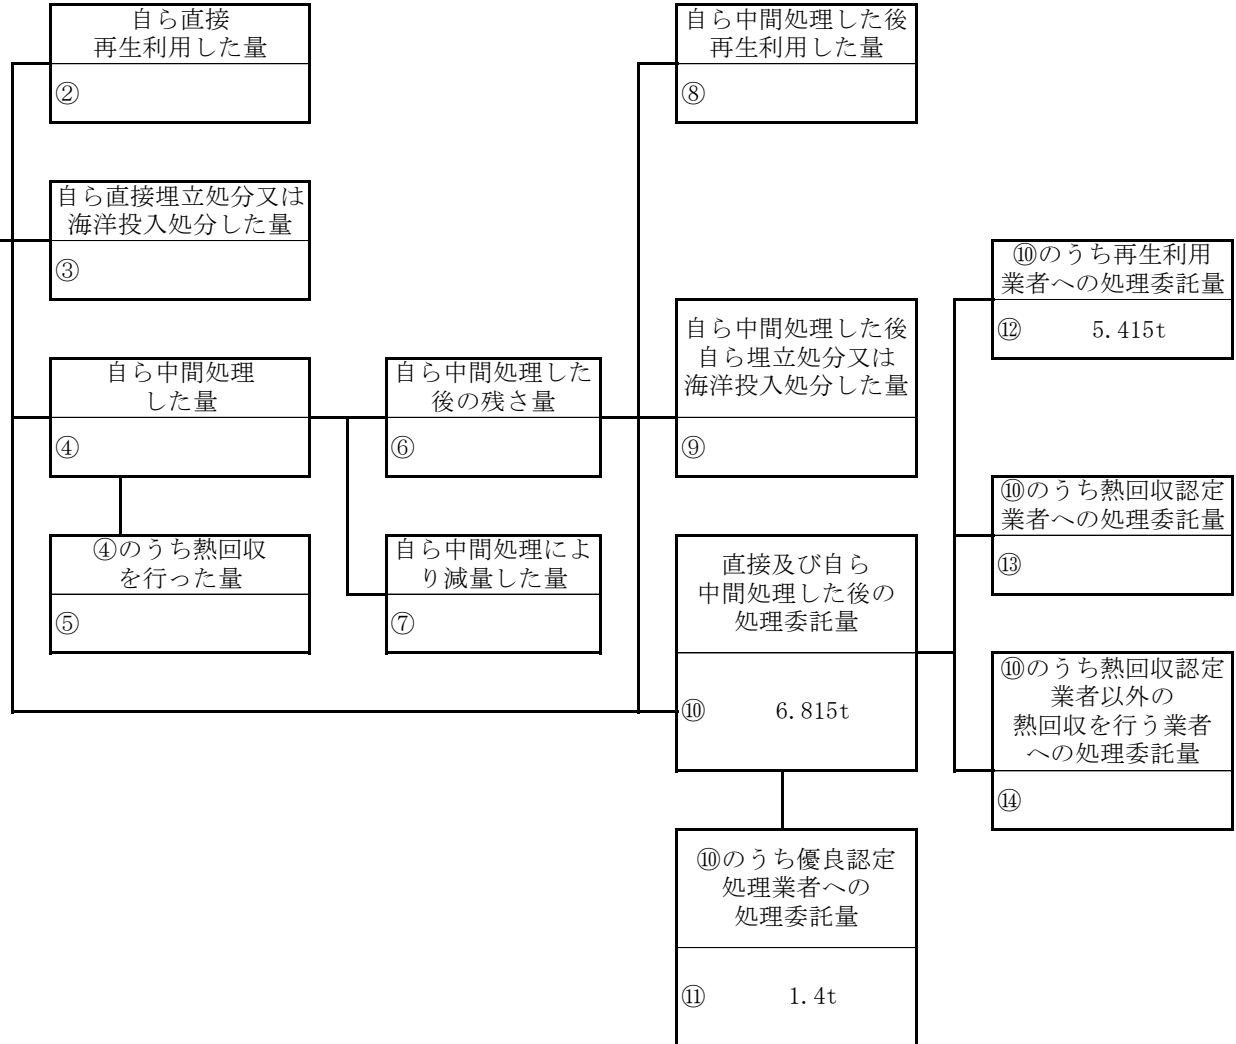 自ら直接
再生利用した量
②
自ら直接埋立処分又は
海洋投入処分した量
③
自ら中間処理
した量
④
④のうち熱回収
を行った量
⑤
自ら中間処理した
後の残さ量
⑥
自ら中間処理によ
り減量した量
⑦
自ら中間処理した後
再生利用した量
⑧
自ら中間処理した後
自ら埋立処分又は
海洋投入処分した量
⑨
直接及び自ら
中間処理した後の
処理委託量
⑩ 6.815t
⑩のうち優良認定
処理業者への
処理委託量
⑪ 1.4t
⑩のうち再生利用
業者への処理委託量
⑫ 5.415t
⑩のうち熱回収認定
業者への処理委託量
⑬
⑩のうち熱回収認定
業者以外の
熱回収を行う業者
への処理委託量
⑭